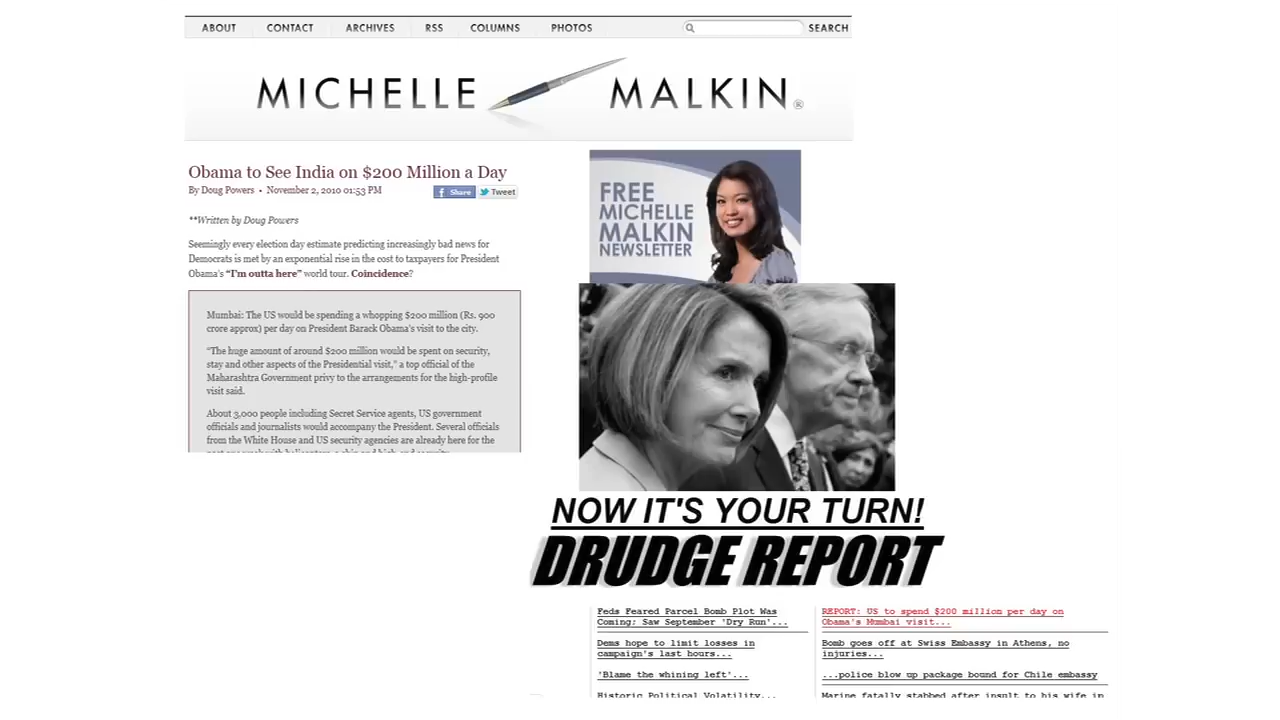 ABOUT CONTACT ARCHIVES RSS COLUMNS PHOTOS SEARCH
MICHELLE MALKIN®
Obama to See India on $200 Million a Day
By Doug Powers • November 2, 2010 01:53 PM
Share Tweet
**Written by Doug Powers
Seemingly every election day estimate predicting increasingly bad news for
Democrats is met by an exponential rise in the cost to taxpayers for President
Obama's “I'm outta here” world tour. Coincidence?
Mumbai: The US would be spending a whopping $200 million (Rs. 900
crore approx) per day on President Barack Obama's visit to the city.
“The huge amount of around $200 million would be spent on security,
stay and other aspects of the Presidential visit,” a top official of the
Maharashtra Government privy to the arrangements for the high-profile
visit said.
About 3,000 people including Secret Service agents, US government
officials and journalists would accompany the President. Several officials
from the White House and US security agencies are already here for the
FREE
MICHELLE
MALKIN
NEWSLETTER
NOW IT'S YOUR TURN!
DRUDGE REPORT
Feds Feared Parcel Bomb Plot Was
Coming; Saw September 'Dry Run'...
Dems hope to limit losses in
campaign's last hours...
'Blame the whining left'...
Historic Political Volatility...
REPORT: US to spend $200 million per day on
Obama's Mumbai visit...
Bomb goes off at Swiss Embassy in Athens, no
injuries...
...police blow up package bound for Chile embassy
Marine fatally stabbed after insult to his wife in